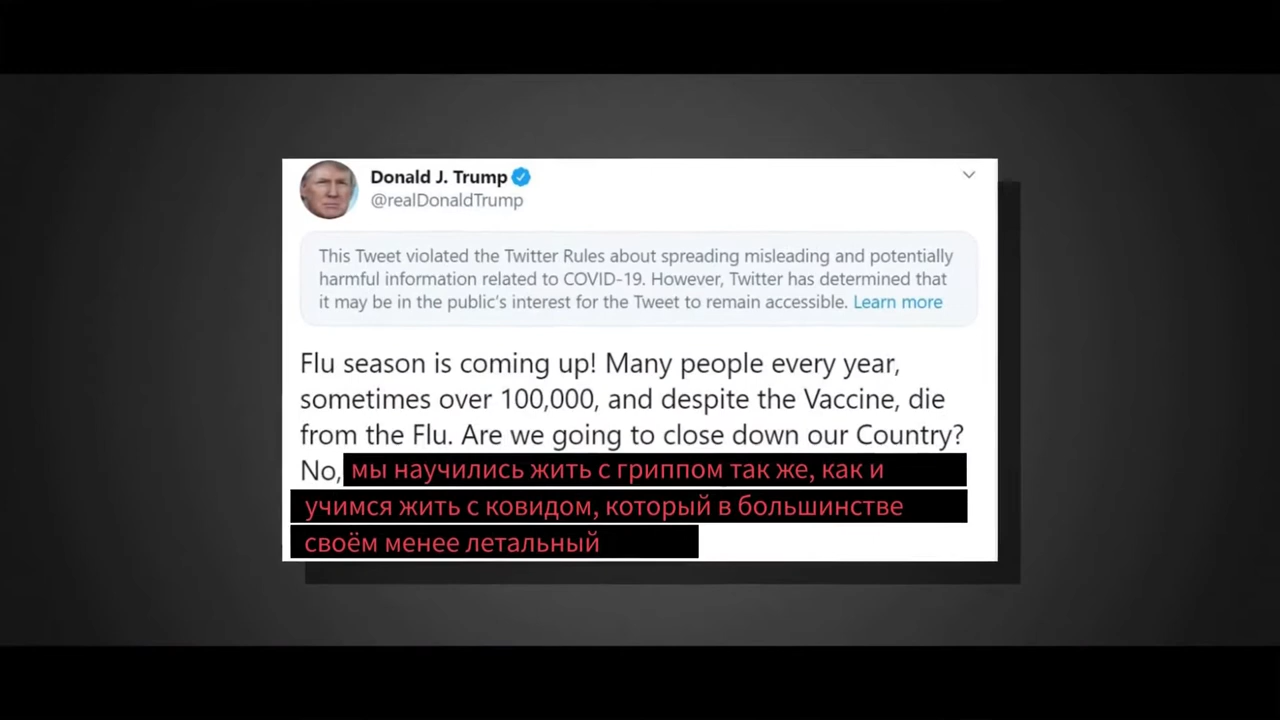 Donald J. Trump
@realDonaldTrump
This Tweet violated the Twitter Rules about spreading misleading and potentially
harmful information related to COVID-19. However, Twitter has determined that
it may be in the public's interest for the Tweet to remain accessible. Learn more
Flu season is coming up! Many people every year,
sometimes over 100,000, and despite the Vaccine, die
from the Flu. Are we going to close down our Country?
No, мы научились жить с гриппом так же, как и
учимся жить с ковидом, который в большинстве
своём менее летальный